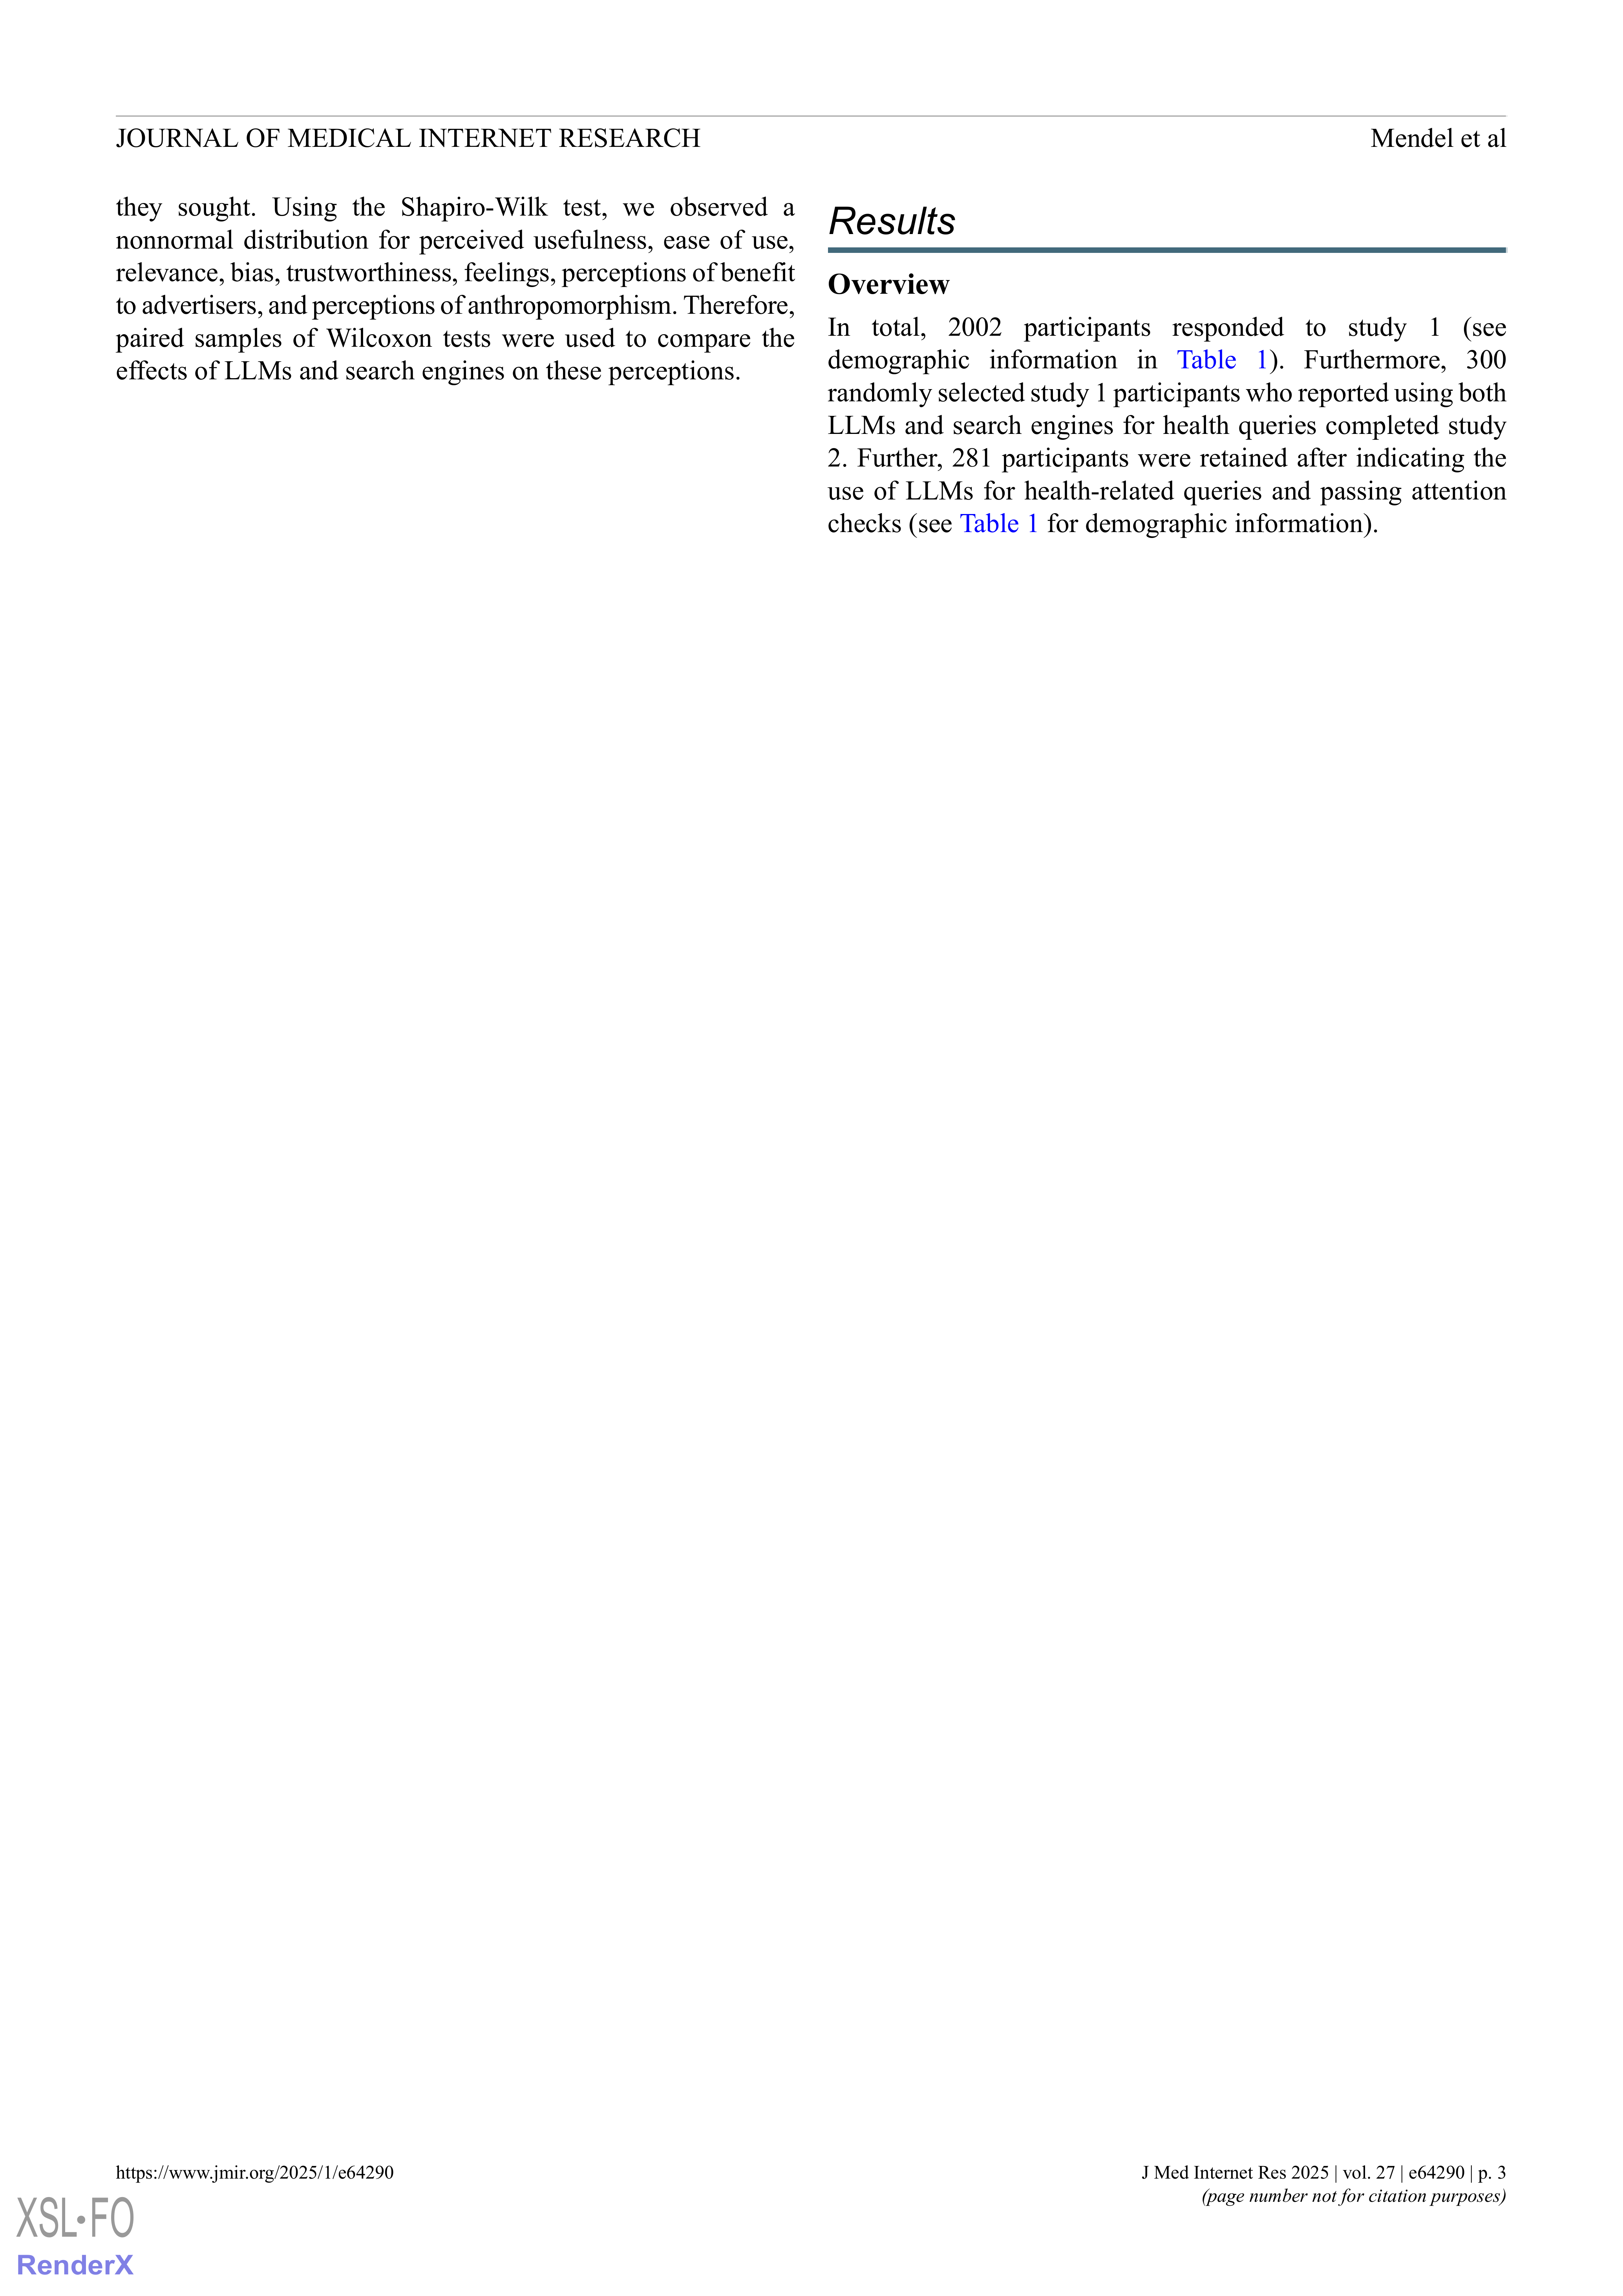 JOURNAL OF MEDICAL INTERNET RESEARCH
Mendel et al
they sought. Using the Shapiro-Wilk test, we observed a
nonnormal distribution for perceived usefulness, ease of use,
relevance, bias, trustworthiness, feelings, perceptions of benefit
to advertisers, and perceptions of anthropomorphism. Therefore,
paired samples of Wilcoxon tests were used to compare the
effects of LLMs and search engines on these perceptions.
Results
Overview
In total, 2002 participants responded to study 1 (see
demographic information in Table 1). Furthermore, 300
randomly selected study 1 participants who reported using both
LLMs and search engines for health queries completed study
2. Further, 281 participants were retained after indicating the
use of LLMs for health-related queries and passing attention
checks (see Table 1 for demographic information).
https://www.jmir.org/2025/1/e64290
J Med Internet Res 2025 | vol. 27 | e64290 | p. 3
(page number not for citation purposes)
XSL•FO
RenderX